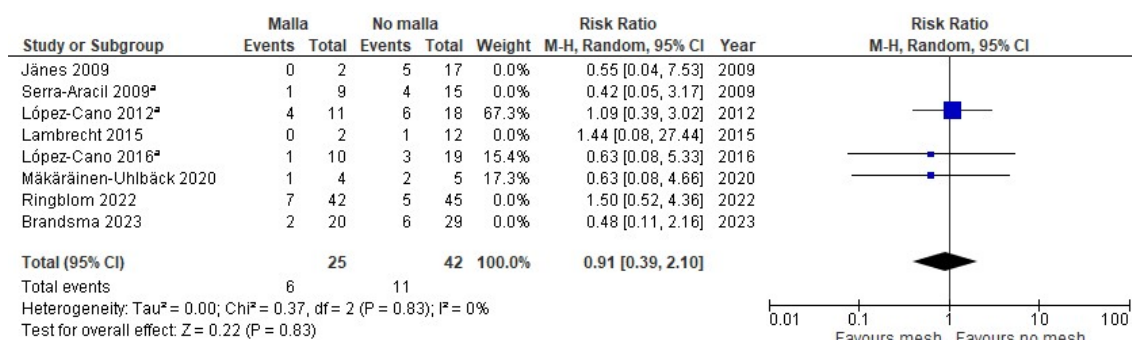 Malla No malla Risk Ratio Risk Ratio
Study or Subgroup Events Total Events Total Weight M-H, Random, 95% CI Year M-H, Random, 95% CI
Jänes 2009 0 2 5 17 0.0% 0.55 [0.04, 7.53] 2009
Serra-Aracil 2009ª 1 9 4 15 0.0% 0.42 [0.05, 3.17] 2009
López-Cano 2012ª 4 11 6 18 67.3% 1.09 [0.39, 3.02] 2012
Lambrecht 2015 0 2 1 12 0.0% 1.44 [0.08, 27.44] 2015
López-Cano 2016ª 1 10 3 19 15.4% 0.63 [0.08, 5.33] 2016
Mäkäräinen-Uhlbäck 2020 1 4 2 5 17.3% 0.63 [0.08, 4.66] 2020
Ringblom 2022 7 42 5 45 0.0% 1.50 [0.52, 4.36] 2022
Brandsma 2023 2 20 6 29 0.0% 0.48 [0.11, 2.16] 2023
Total (95% CI) 25 42 100.0% 0.91 [0.39, 2.10]
Total events 6 11
Heterogeneity: Tau² = 0.00; Chi² = 0.37, df = 2 (P = 0.83); I² = 0%
Test for overall effect: Z = 0.22 (P = 0.83)
0.01 0.1 1 10 100
Favours mesh Favours no mesh